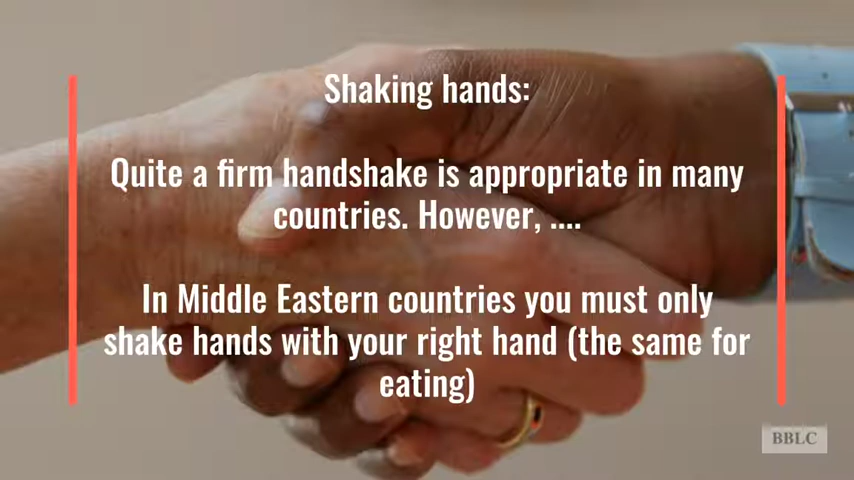 Shaking hands:
Quite a firm handshake is appropriate in many
countries. However, ....
In Middle Eastern countries you must only
shake hands with your right hand (the same for
eating)
BBLC